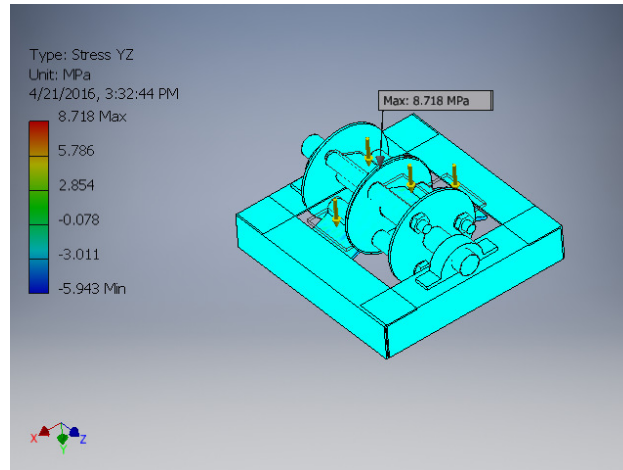 Type: Stress YZ
Unit: MPa
4/21/2016, 3:32:44 PM
8.718 Max
5.786
2.854
-0.078
-3.011
-5.943 Min
Max: 8.718 MPa
X
Y
Z